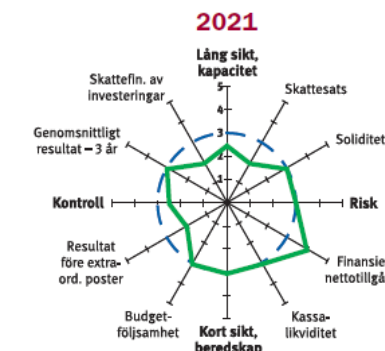 2021
Lång sikt,
kapacitet
Skattefin. av
investeringar
Skattesats
5
4
3
2
1
Genomsnittligt
resultat – 3 år
Soliditet
Kontroll
Risk
Resultat
före extra-
ord. poster
Finansie
nettotillgå
Budget-
följsamhet
Kassa-
likviditet
Kort sikt,
beredskap